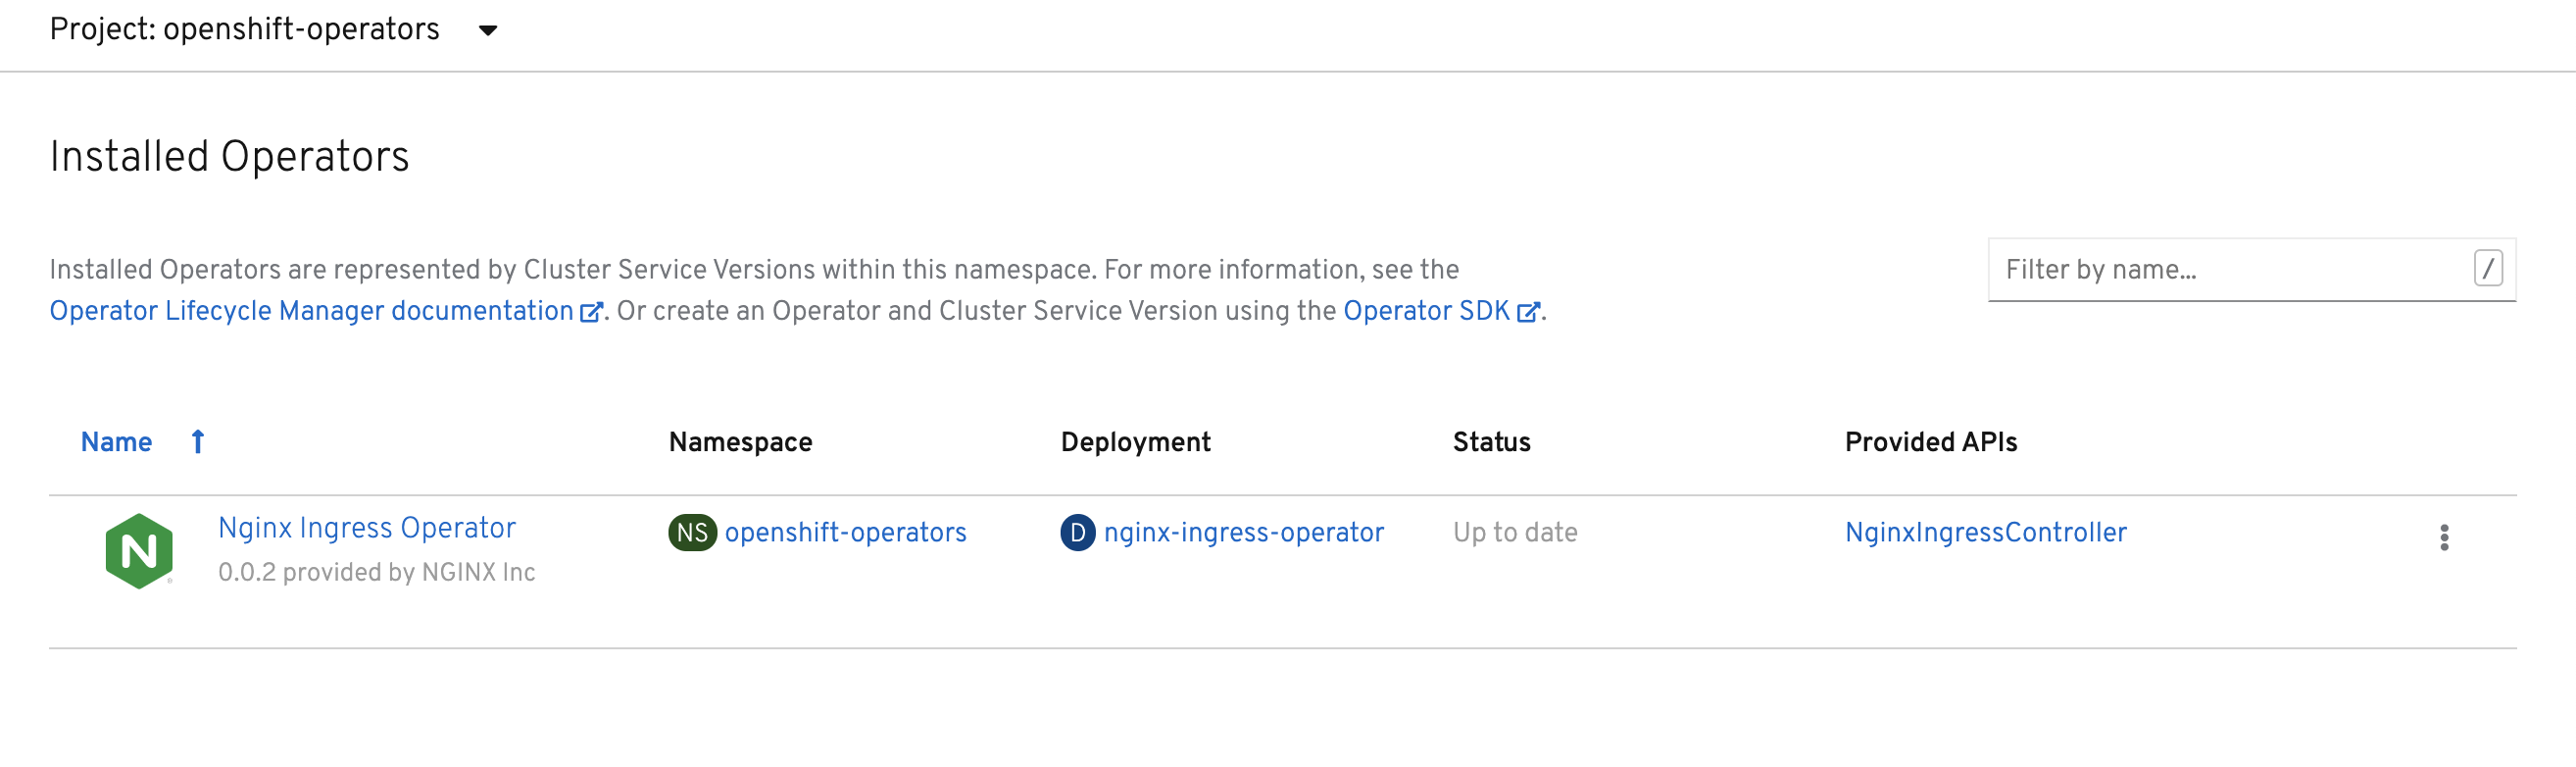 Project: openshift-operators
Installed Operators
Installed Operators are represented by Cluster Service Versions within this namespace. For more information, see the
Operator Lifecycle Manager documentation. Or create an Operator and Cluster Service Version using the Operator SDK.
Filter by name...
/
Name Namespace Deployment Status Provided APIs
N Nginx Ingress Operator NS openshift-operators D nginx-ingress-operator Up to date NginxIngressController
0.0.2 provided by NGINX Inc